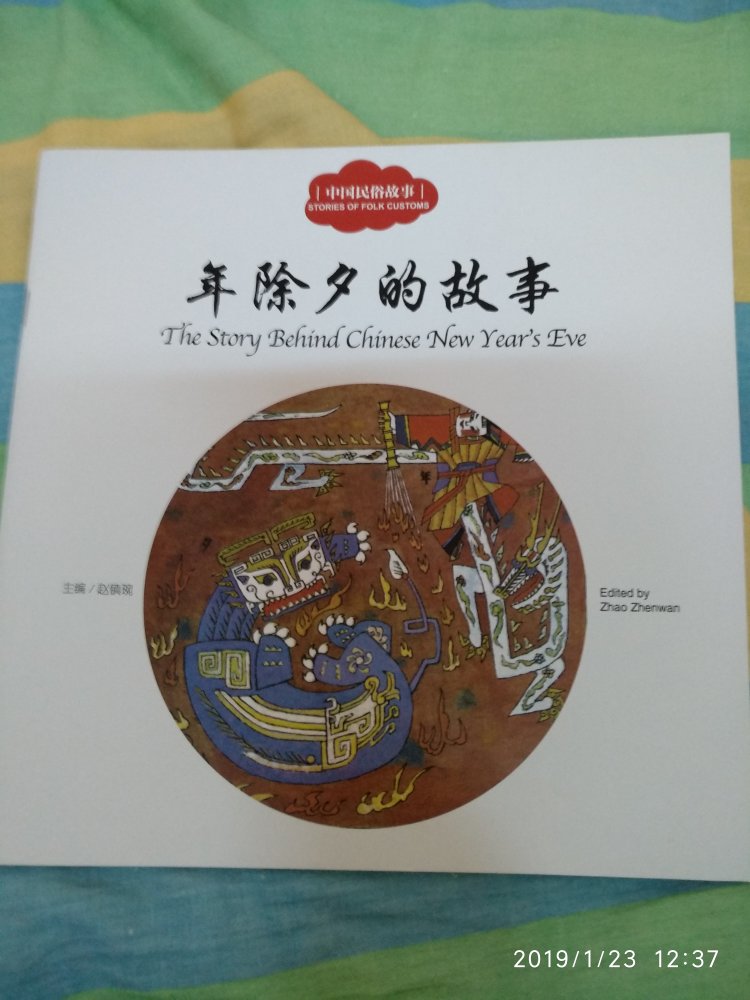 中国民俗故事
STORIES OF FOLK CUSTOMS
年除夕的故事
The Story Behind Chinese New Year's Eve
年
主编/赵镇琬
Edited by
Zhao Zhenwan
2019/1/23 12:37